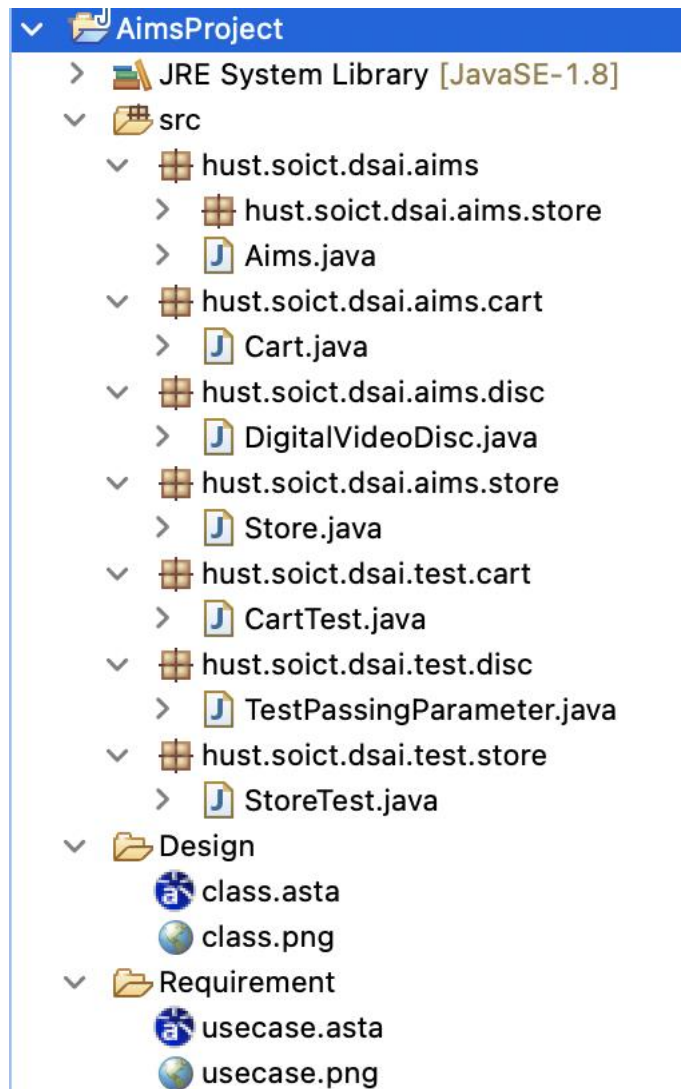 AimsProject
JRE System Library [JavaSE-1.8]
src
hust.soict.dsai.aims
hust.soict.dsai.aims.store
Aims.java
hust.soict.dsai.aims.cart
Cart.java
hust.soict.dsai.aims.disc
DigitalVideoDisc.java
hust.soict.dsai.aims.store
Store.java
hust.soict.dsai.test.cart
CartTest.java
hust.soict.dsai.test.disc
TestPassingParameter.java
hust.soict.dsai.test.store
StoreTest.java
Design
class.asta
class.png
Requirement
usecase.asta
usecase.png